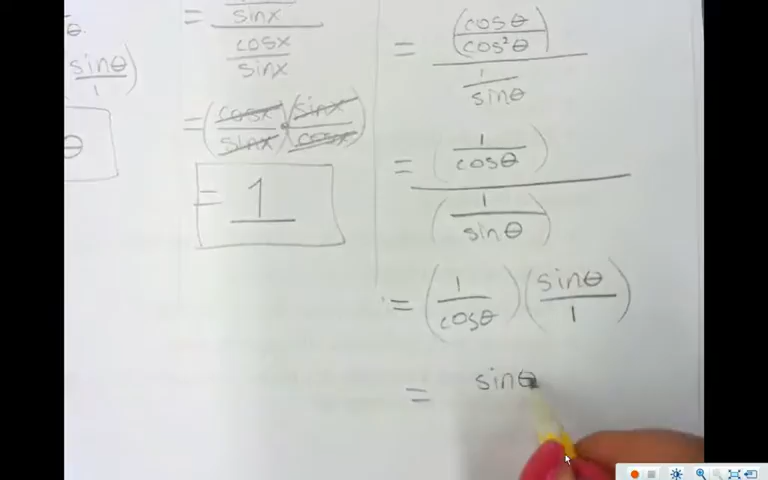 θ.
sinθ)/1
θ
= /sinx / cosx/sinx
= (cosx/sinx)·(sinx/cosx)
= 1
= (cosθ/cos²θ) / 1/sinθ
= (1/cosθ) / (1/sinθ)
= (1/cosθ)(sinθ/1)
= sinθ